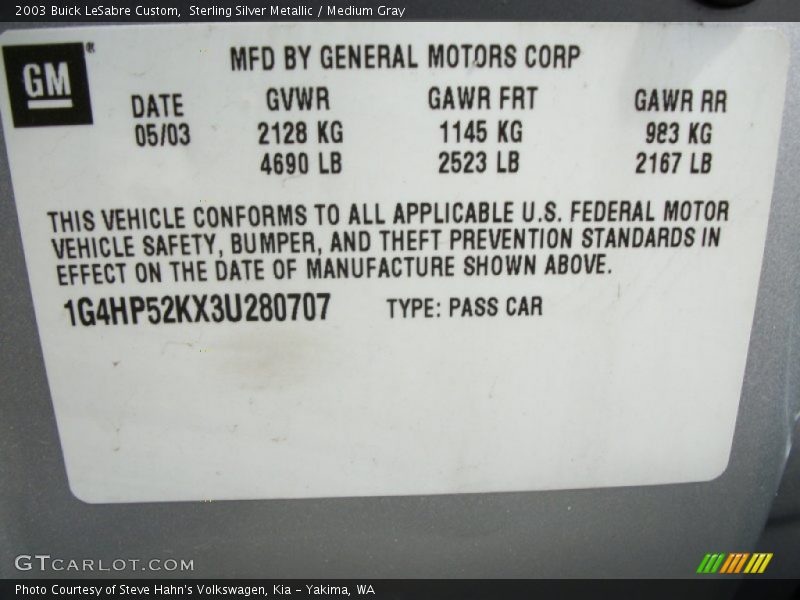 2003 Buick LeSabre Custom,  Sterling Silver Metallic / Medium Gray
GM®
MFD BY GENERAL MOTORS CORP
DATE GVWR GAWR FRT GAWR RR
05/03 2128 KG 1145 KG 983 KG
4690 LB 2523 LB 2167 LB
THIS VEHICLE CONFORMS TO ALL APPLICABLE U.S. FEDERAL MOTOR
VEHICLE SAFETY, BUMPER, AND THEFT PREVENTION STANDARDS IN
EFFECT ON THE DATE OF MANUFACTURE SHOWN ABOVE.
1G4HP52KX3U280707 TYPE: PASS CAR
GTCARLOT.COM
Photo Courtesy of Steve Hahn's Volkswagen, Kia – Yakima, WA